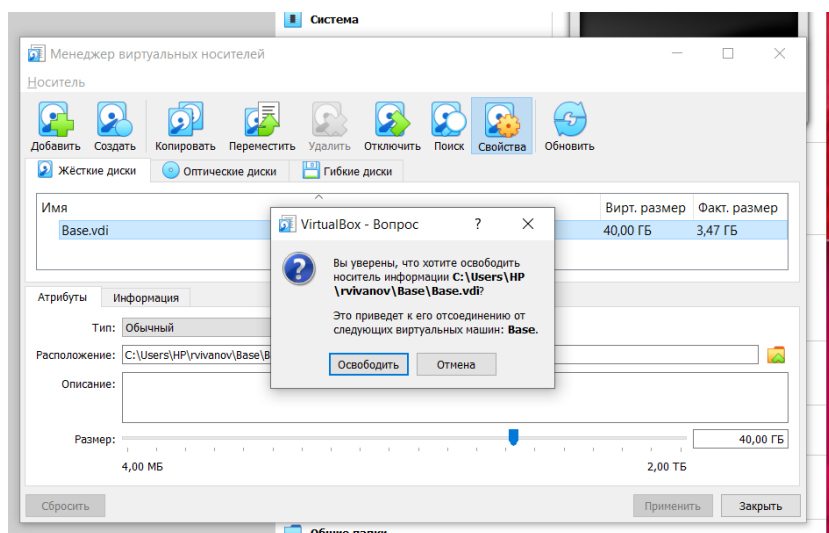 Система
Менеджер виртуальных носителей
Носитель
Добавить Создать Копировать Переместить Удалить Отключить Поиск Свойства Обновить
Жёсткие диски Оптические диски Гибкие диски
Имя Вирт. размер Факт. размер
Base.vdi 40,00 ГБ 3,47 ГБ
VirtualBox - Вопрос ? ×
Вы уверены, что хотите освободить
носитель информации C:\Users\HP
\rvivanov\Base\Base.vdi?
Это приведет к его отсоединению от
следующих виртуальных машин: Base.
Освободить Отмена
Атрибуты Информация
Тип: Обычный
Расположение: C:\Users\HP\rvivanov\Base\B
Описание:
Размер: 40,00 ГБ
4,00 МБ 2,00 ТБ
Сбросить Применить Закрыть
Общие папки